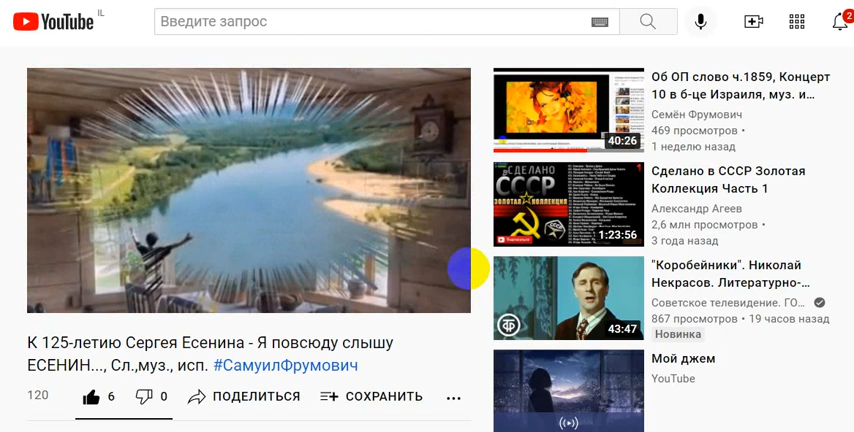 YouTube IL
Введите запрос
2
К 125-летию Сергея Есенина - Я повсюду слышу
ЕСЕНИН..., Сл.,муз., исп. #СамуилФрумович
120
6
0
ПОДЕЛИТЬСЯ
СОХРАНИТЬ
40:26
Об ОП слово ч.1859, Концерт
10 в б-це Израиля, муз. и...
Семён Фрумович
469 просмотров •
1 неделю назад
СДЕЛАНО
В СССР
ЗОЛОТАЯ КОЛЛЕКЦИЯ
1
1:23:56
Сделано в СССР Золотая
Коллекция Часть 1
Александр Агеев
2,6 млн просмотров •
3 года назад
43:47
"Коробейники". Николай
Некрасов. Литературно-...
Советское телевидение. ГО...
867 просмотров • 19 часов назад
Новинка
Мой джем
YouTube